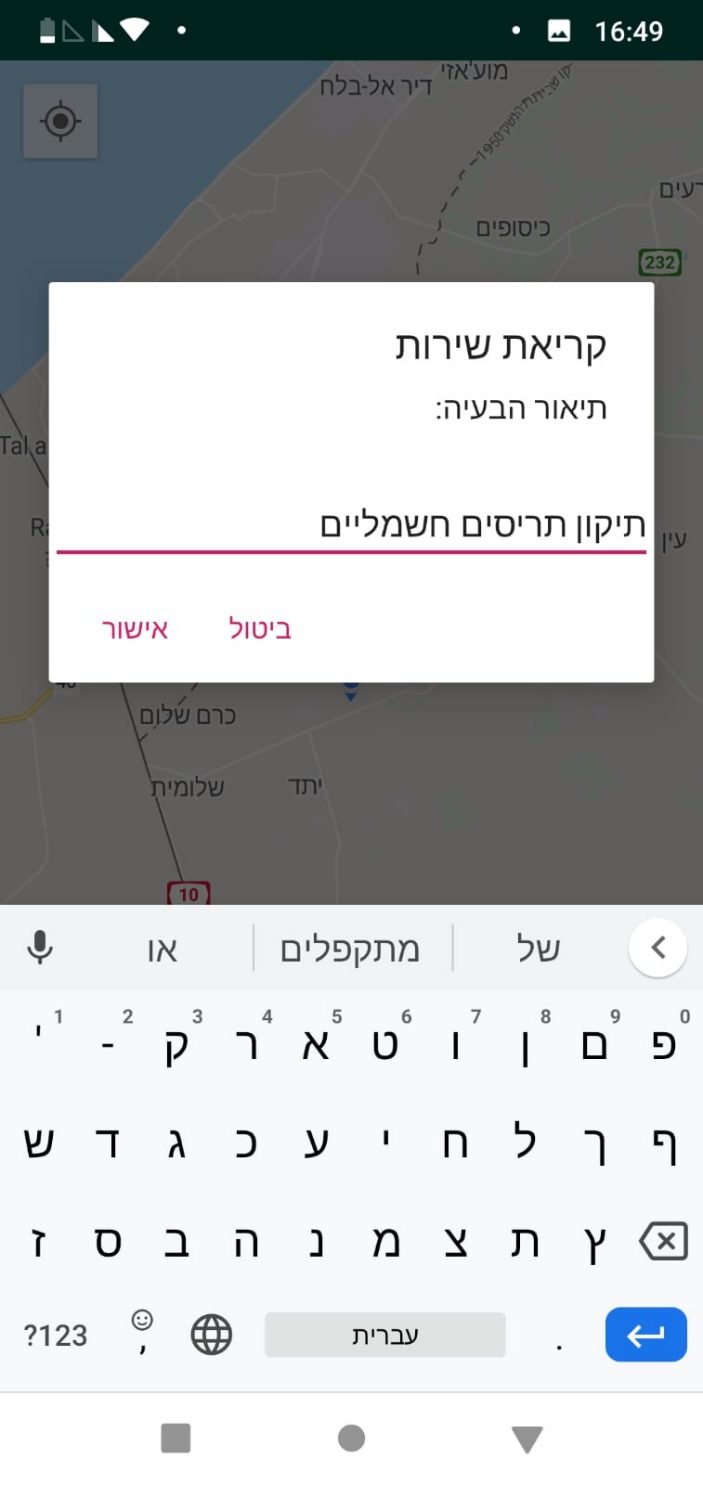 16:49
מוע'אזי
דיר אל-בלח
קו שביתת הנשק 1950
רעים
כיסופים
232
קריאת שירות
תיאור הבעיה:
Tal a
תיקון תריסים חשמליים
Ra
עין
ביטול
אישור
כרם שלום
שלומית
יתד
10
או
מתקפלים
של
' 1
- 2
ק 3
ר 4
א 5
ט 6
ו 7
ן 8
ם 9
פ 0
ש ד ג כ ע י ח ל ך ף
ז ס ב ה נ מ צ ת ץ
?123
,
עברית
.